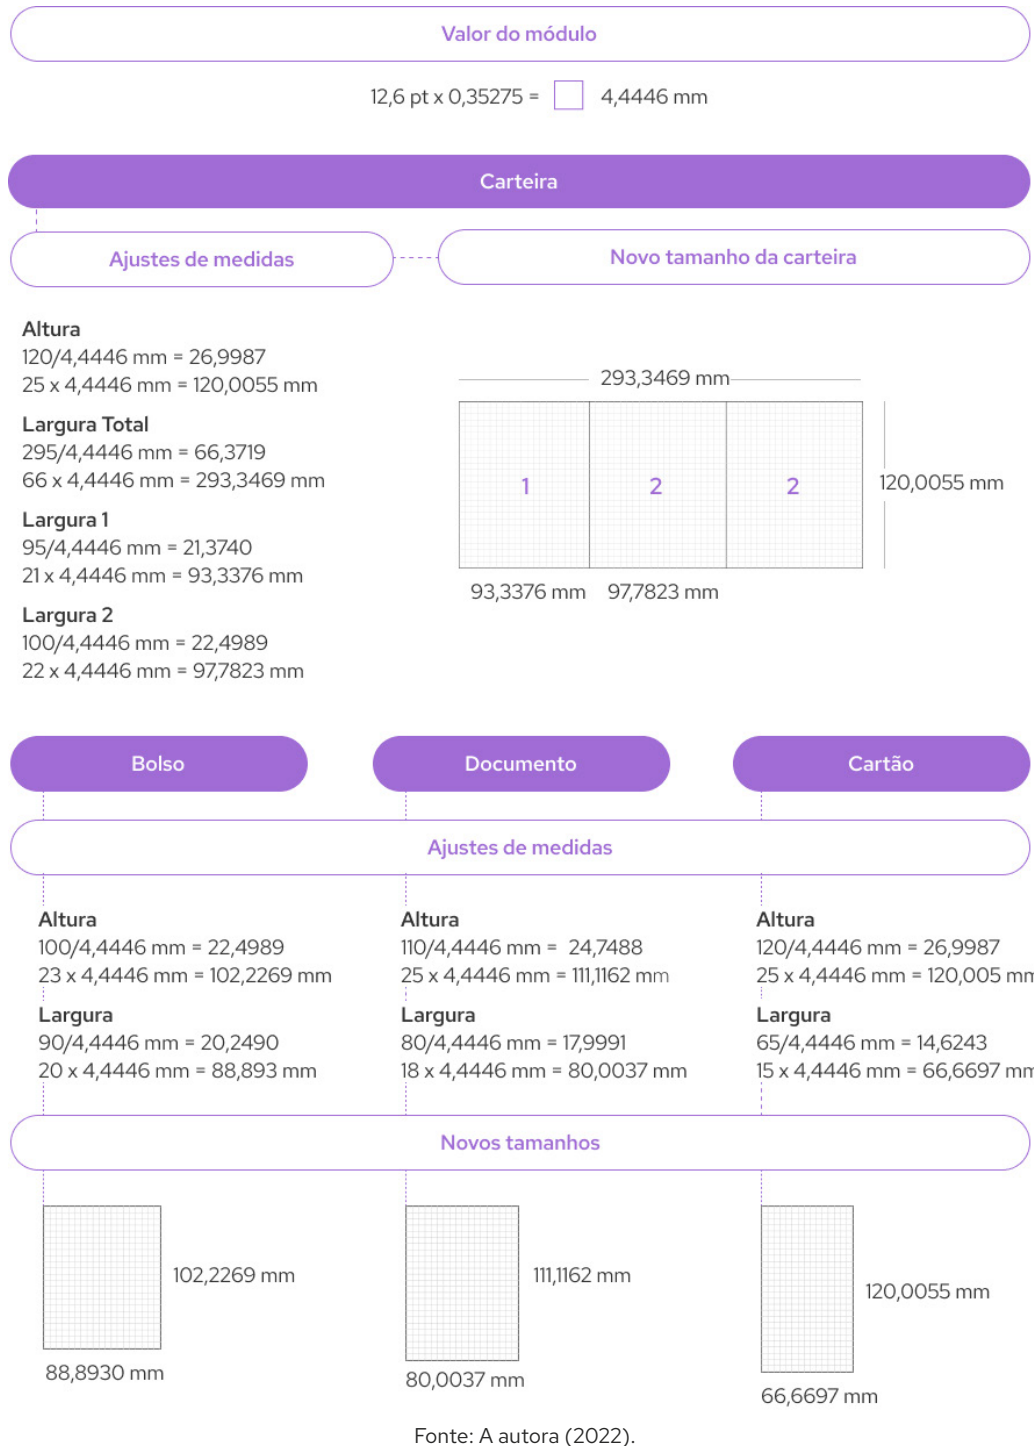 Valor do módulo
12,6 pt x 0,35275 = 4,4446 mm
Carteira
Ajustes de medidas
Novo tamanho da carteira
Altura
120/4,4446 mm = 26,9987
25 x 4,4446 mm = 120,0055 mm
Largura Total
295/4,4446 mm = 66,3719
66 x 4,4446 mm = 293,3469 mm
Largura 1
95/4,4446 mm = 21,3740
21 x 4,4446 mm = 93,3376 mm
Largura 2
100/4,4446 mm = 22,4989
22 x 4,4446 mm = 97,7823 mm
293,3469 mm
1 2 2
120,0055 mm
93,3376 mm 97,7823 mm
Bolso
Documento
Cartão
Ajustes de medidas
Altura
100/4,4446 mm = 22,4989
23 x 4,4446 mm = 102,2269 mm
Largura
90/4,4446 mm = 20,2490
20 x 4,4446 mm = 88,893 mm
Altura
110/4,4446 mm = 24,7488
25 x 4,4446 mm = 111,1162 mm
Largura
80/4,4446 mm = 17,9991
18 x 4,4446 mm = 80,0037 mm
Altura
120/4,4446 mm = 26,9987
25 x 4,4446 mm = 120,005 mm
Largura
65/4,4446 mm = 14,6243
15 x 4,4446 mm = 66,6697 mm
Novos tamanhos
102,2269 mm
88,8930 mm
111,1162 mm
80,0037 mm
120,0055 mm
66,6697 mm
Fonte: A autora (2022).